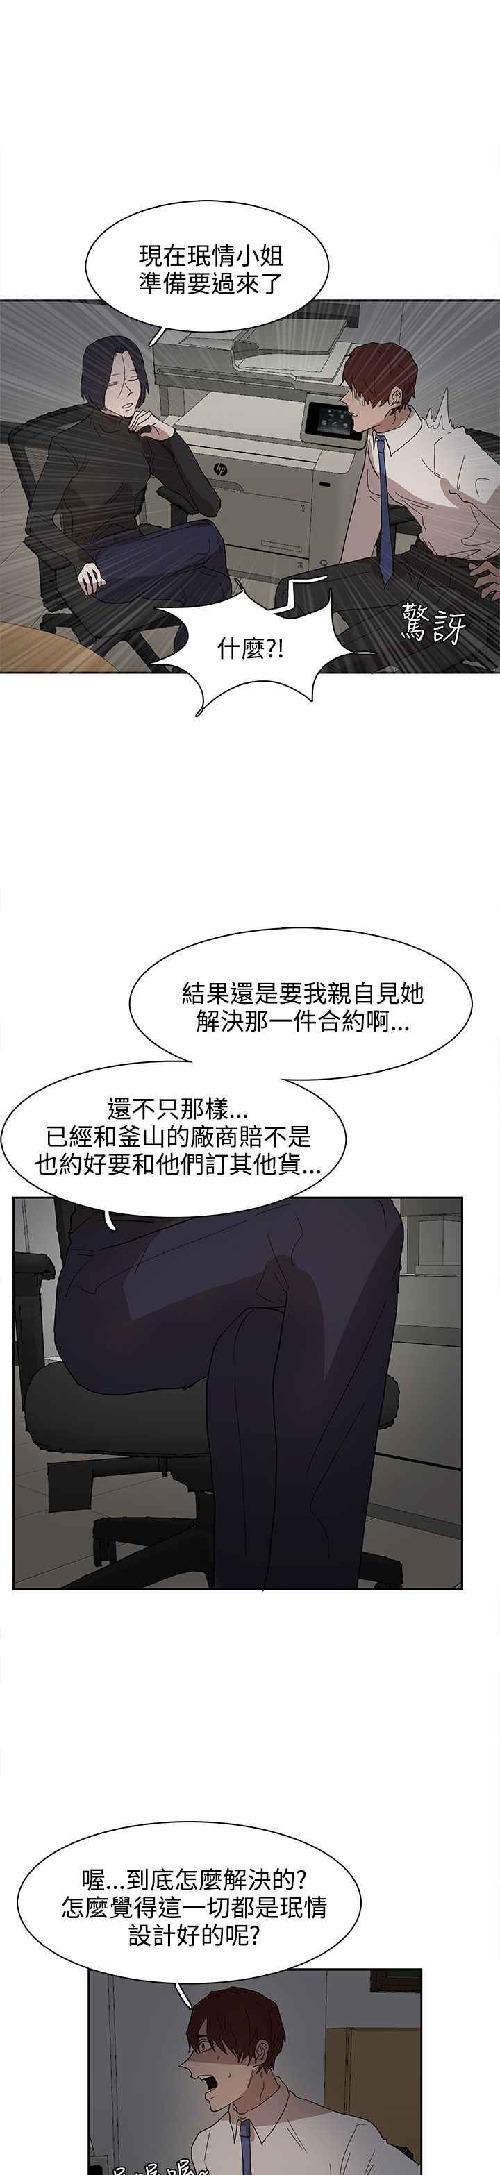 現在珉情小姐
準備要過來了
hp
驚訝
什麼?!
結果還是要我親自見她
解決那一件合約啊...
還不只那樣...
已經和釜山的廠商賠不是
也約好要和他們訂其他貨...
喔...到底怎麼解決的?
怎麼覺得這一切都是珉情
設計好的呢?